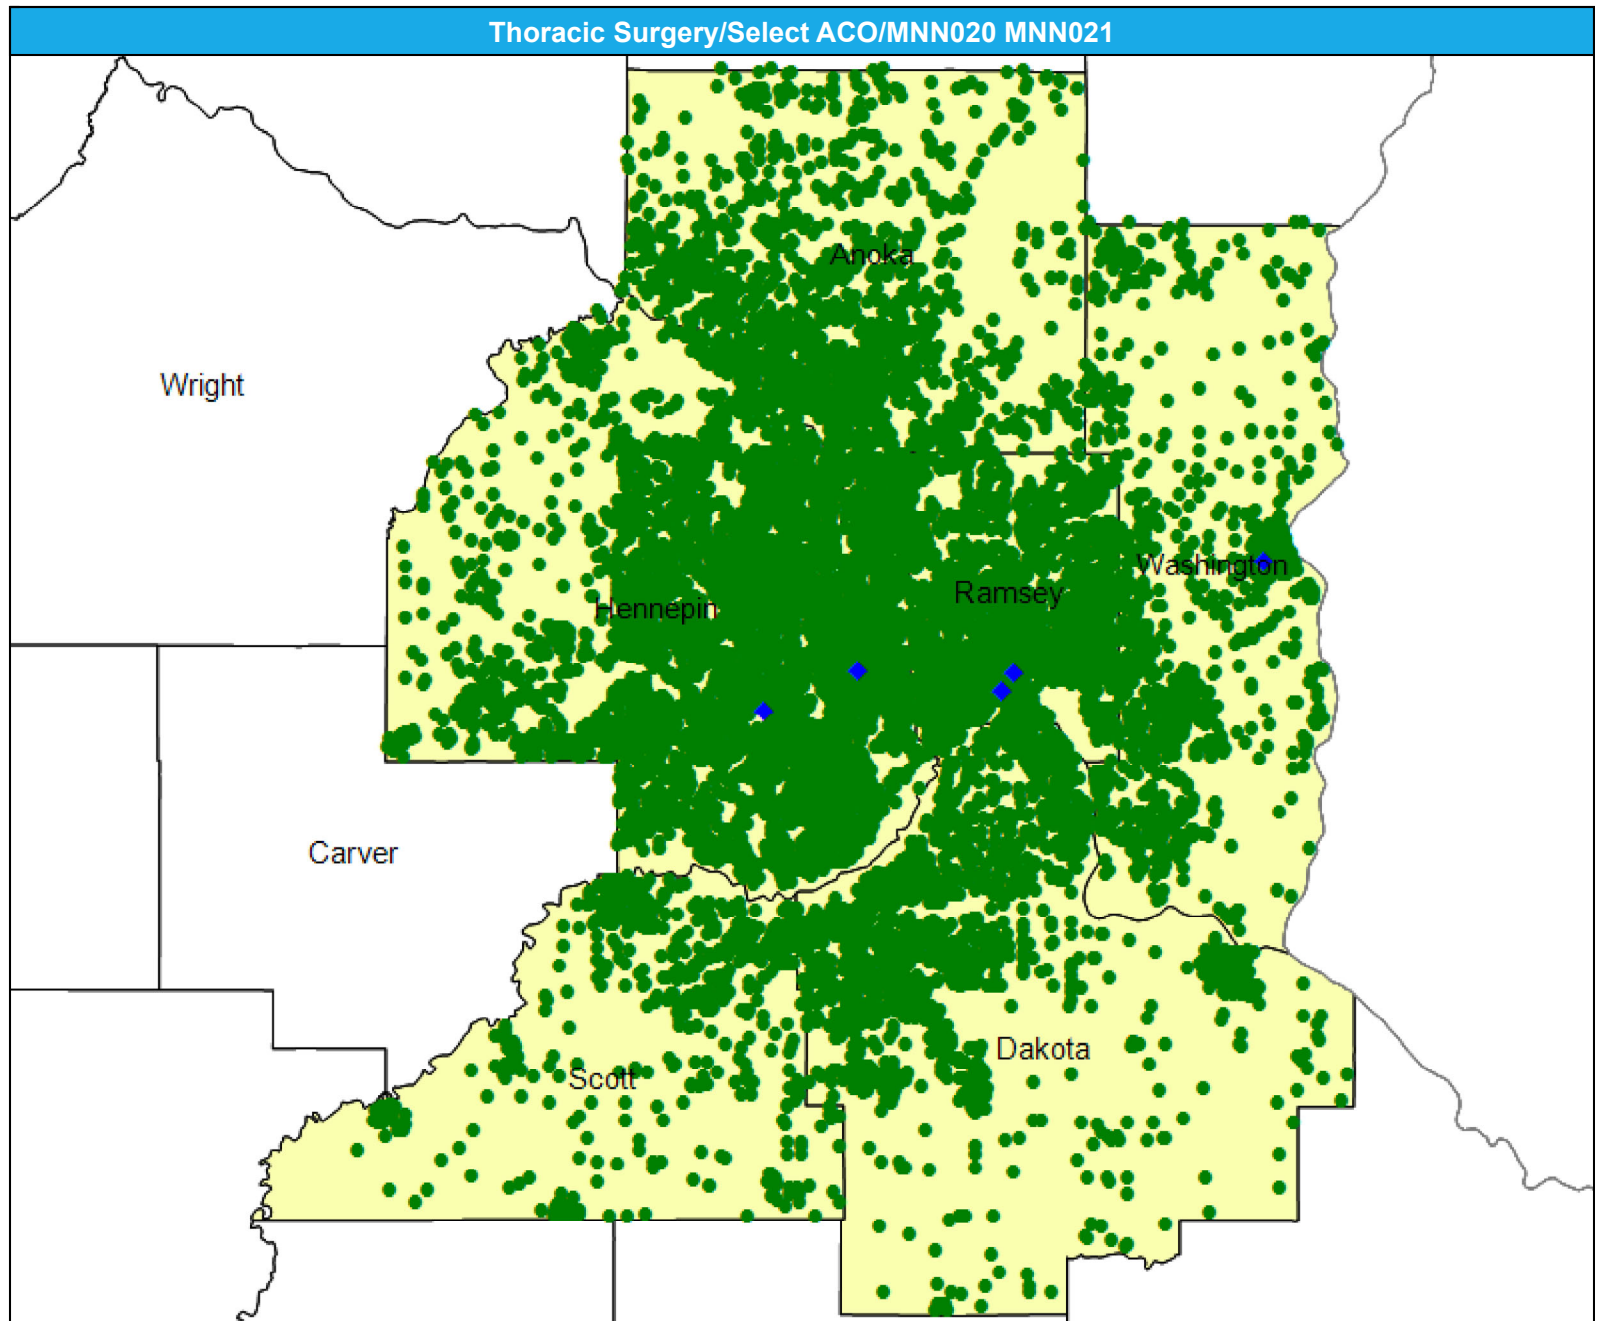 Thoracic Surgery/Select ACO/MNN020 MNN021
Anoka
Wright
Washington
Ramsey
Hennepin
Carver
Dakota
Scott